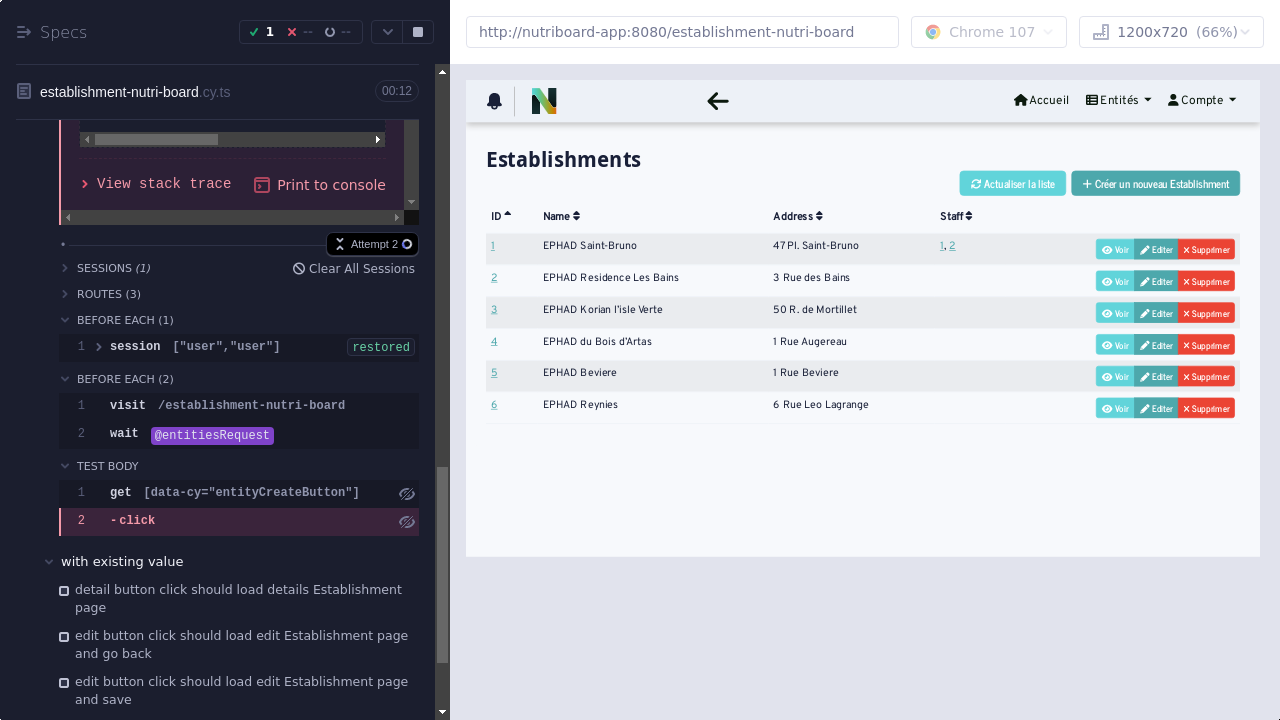 Specs
1
--
--
establishment-nutri-board.cy.ts
00:12
View stack trace
Print to console
Attempt 2
SESSIONS (1)
Clear All Sessions
ROUTES (3)
BEFORE EACH (1)
1 session ["user","user"] restored
BEFORE EACH (2)
1 visit /establishment-nutri-board
2 wait @entitiesRequest
TEST BODY
1 get [data-cy="entityCreateButton"]
2 -click
with existing value
detail button click should load details Establishment
page
edit button click should load edit Establishment page
and go back
edit button click should load edit Establishment page
and save
http://nutriboard-app:8080/establishment-nutri-board
Chrome 107
1200x720 (66%)
Accueil
Entités
Compte
Establishments
Actualiser la liste
Créer un nouveau Establishment
ID Name Address Staff
1 EPHAD Saint-Bruno 47 Pl. Saint-Bruno 1, 2 Voir Editer Supprimer
2 EPHAD Residence Les Bains 3 Rue des Bains Voir Editer Supprimer
3 EPHAD Korian l'isle Verte 50 R. de Mortillet Voir Editer Supprimer
4 EPHAD du Bois d'Artas 1 Rue Augereau Voir Editer Supprimer
5 EPHAD Beviere 1 Rue Beviere Voir Editer Supprimer
6 EPHAD Reynies 6 Rue Leo Lagrange Voir Editer Supprimer